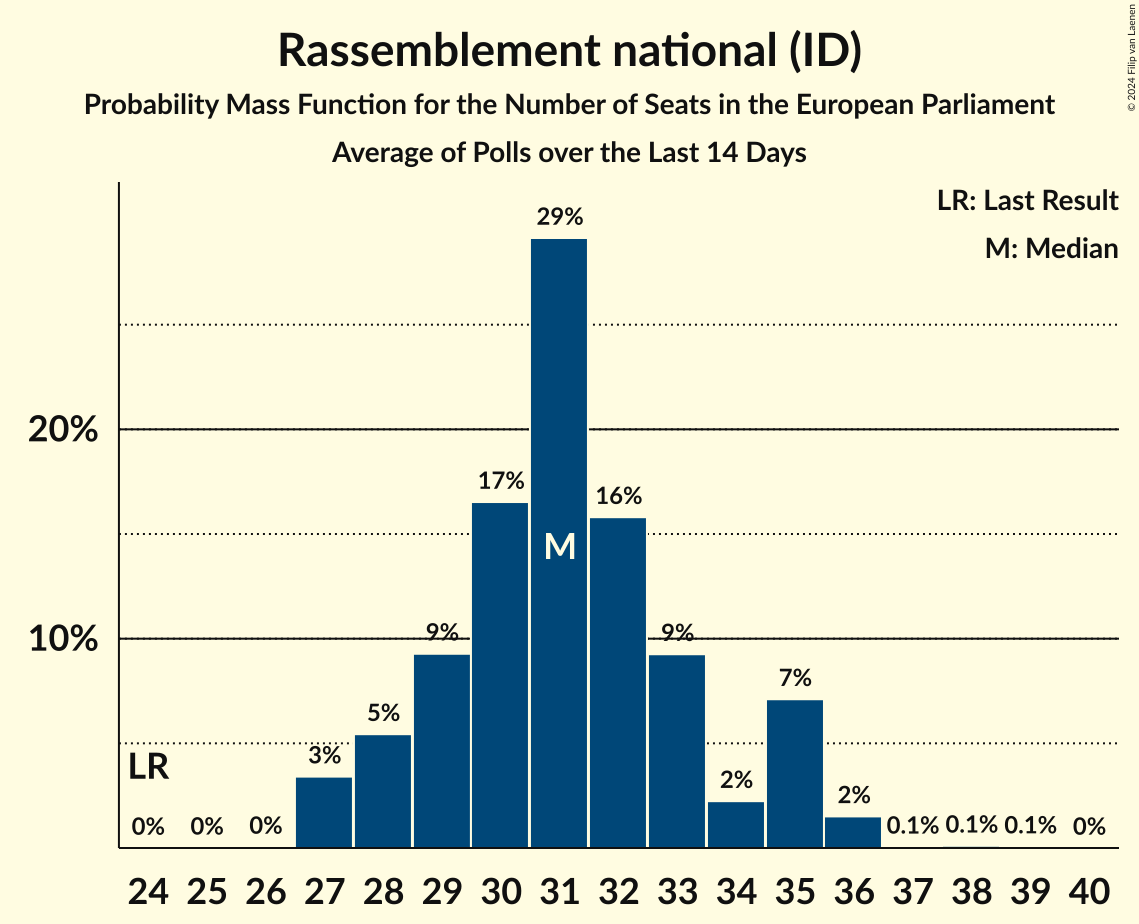 Rassemblement national (ID)
Probability Mass Function for the Number of Seats in the European Parliament
Average of Polls over the Last 14 Days
© 2024 Filip van Laenen
LR: Last Result
M: Median
29%
20%
17%
16%
M
10%
9%
9%
7%
5%
3%
LR
2%
2%
0%
0%
0%
0.1%
0.1%
0.1%
0%
24 25 26 27 28 29 30 31 32 33 34 35 36 37 38 39 40